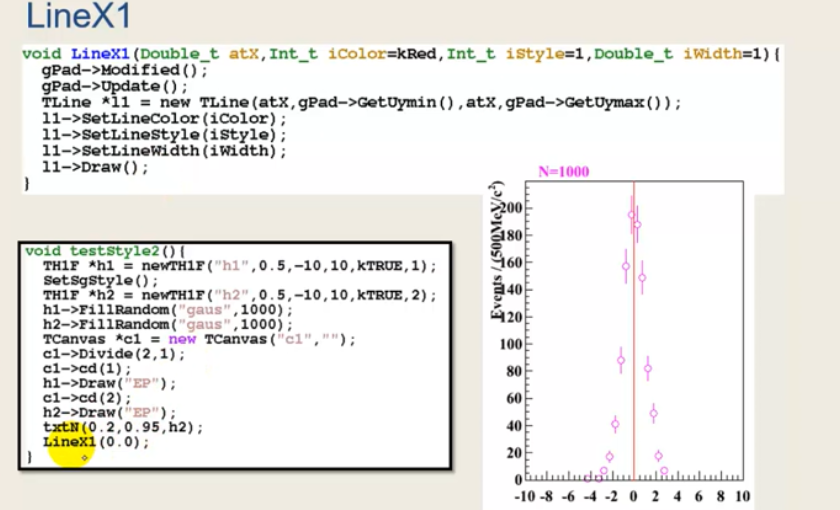 LineX1
void LineX1(Double_t atX,Int_t iColor=kRed,Int_t iStyle=1,Double_t iWidth=1){
gPad->Modified();
gPad->Update();
TLine *l1 = new TLine(atX,gPad->GetUymin(),atX,gPad->GetUymax());
l1->SetLineColor(iColor);
l1->SetLineStyle(iStyle);
l1->SetLineWidth(iWidth);
l1->Draw();
}
void testStyle2(){
TH1F *h1 = newTH1F("h1",0.5,-10,10,kTRUE,1);
SetSgStyle();
TH1F *h2 = newTH1F("h2",0.5,-10,10,kTRUE,2);
h1->FillRandom("gaus",1000);
h2->FillRandom("gaus",1000);
TCanvas *c1 = new TCanvas("c1","");
c1->Divide(2,1);
c1->cd(1);
h1->Draw("EP");
c1->cd(2);
h2->Draw("EP");
txtN(0.2,0.95,h2);
LineX1(0.0);
}
N=1000
Events / (500MeV/c²)
200
180
160
140
120
100
80
60
40
20
0
-10 -8 -6 -4 -2 0 2 4 6 8 10